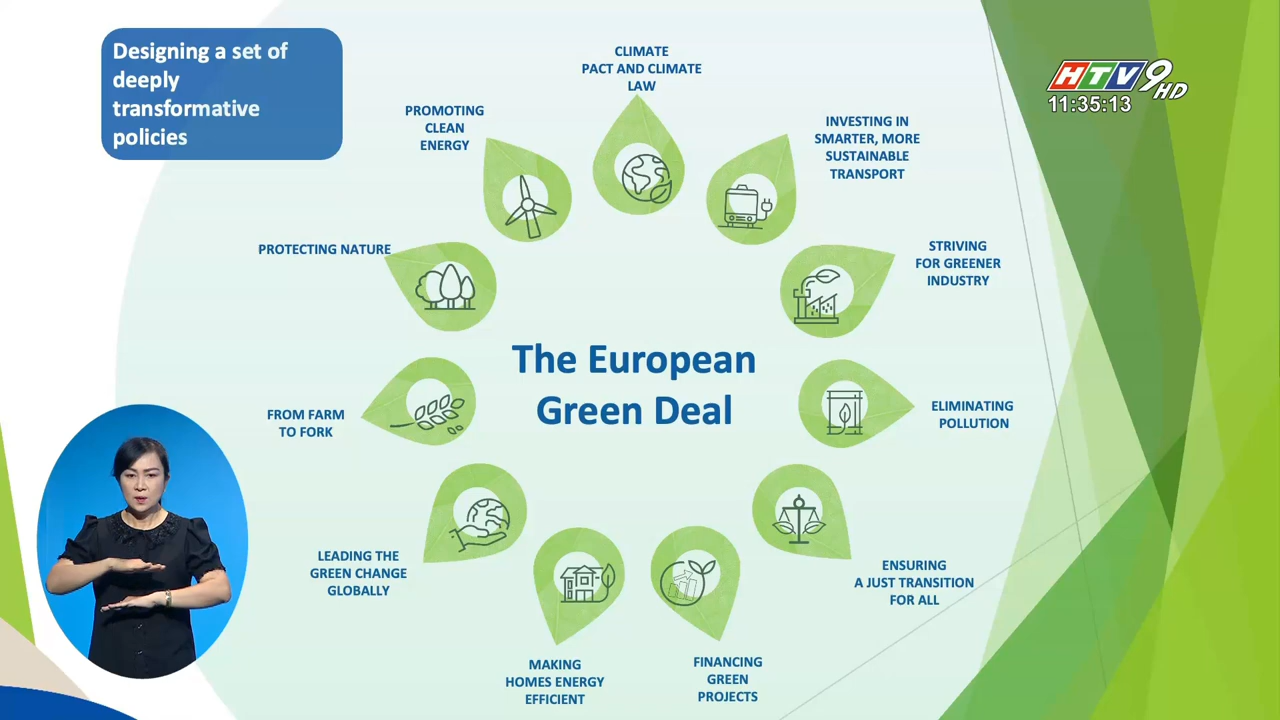 Designing a set of
deeply
transformative
policies
HTV9
HD
11:35:13
CLIMATE
PACT AND CLIMATE
LAW
PROMOTING
CLEAN
ENERGY
INVESTING IN
SMARTER, MORE
SUSTAINABLE
TRANSPORT
PROTECTING NATURE
STRIVING
FOR GREENER
INDUSTRY
The European
Green Deal
FROM FARM
TO FORK
ELIMINATING
POLLUTION
LEADING THE
GREEN CHANGE
GLOBALLY
ENSURING
A JUST TRANSITION
FOR ALL
MAKING
HOMES ENERGY
EFFICIENT
FINANCING
GREEN
PROJECTS